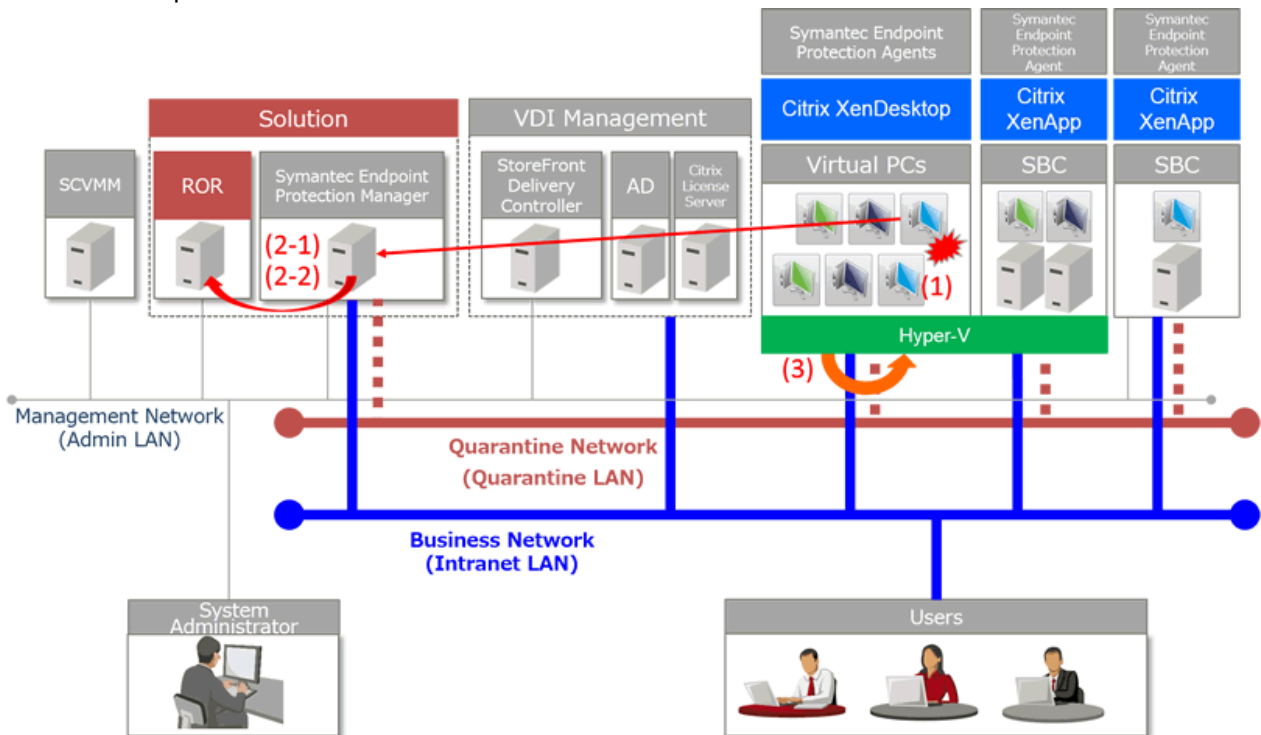 Symantec Endpoint
Protection Agents
Symantec
Endpoint
Protection
Agent
Symantec
Endpoint
Protection
Agent
Citrix XenDesktop
Citrix
XenApp
Citrix
XenApp
Solution
VDI Management
Virtual PCs
SBC
SBC
SCVMM
ROR
Symantec Endpoint
Protection Manager
StoreFront
Delivery
Controller
AD
Citrix
License
Server
(2-1)
(2-2)
(1)
Hyper-V
(3)
Management Network
(Admin LAN)
Quarantine Network
(Quarantine LAN)
Business Network
(Intranet LAN)
System
Administrator
Users